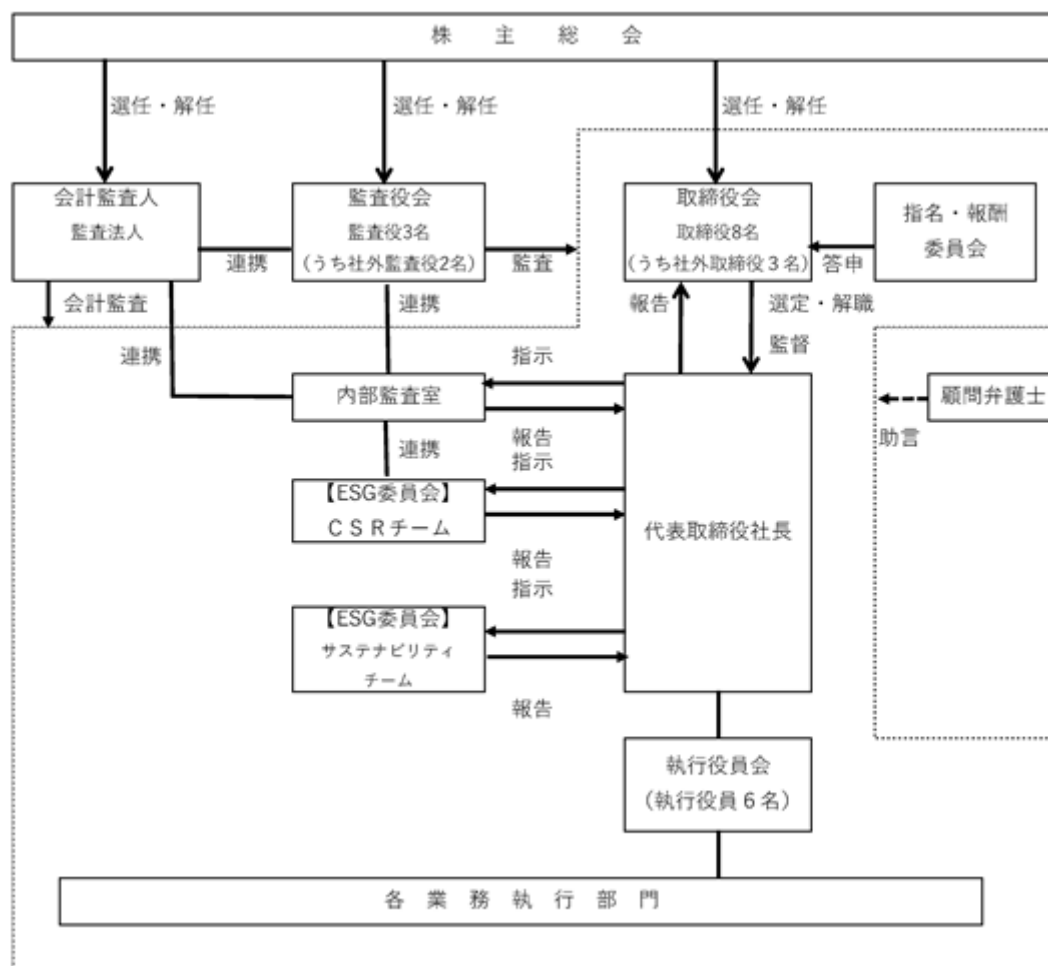 株主総会
選任・解任
選任・解任
選任・解任
会計監査人
監査法人
監査役会
監査役3名
（うち社外監査役2名）
取締役会
取締役8名
（うち社外取締役３名）
指名・報酬
委員会
連携
監査
答申
会計監査
連携
報告
選定・解職
監督
連携
指示
内部監査室
報告
顧問弁護士
助言
連携
指示
【ESG委員会】
ＣＳＲチーム
報告
代表取締役社長
指示
【ESG委員会】
サステナビリティ
チーム
報告
執行役員会
（執行役員６名）
各業務執行部門